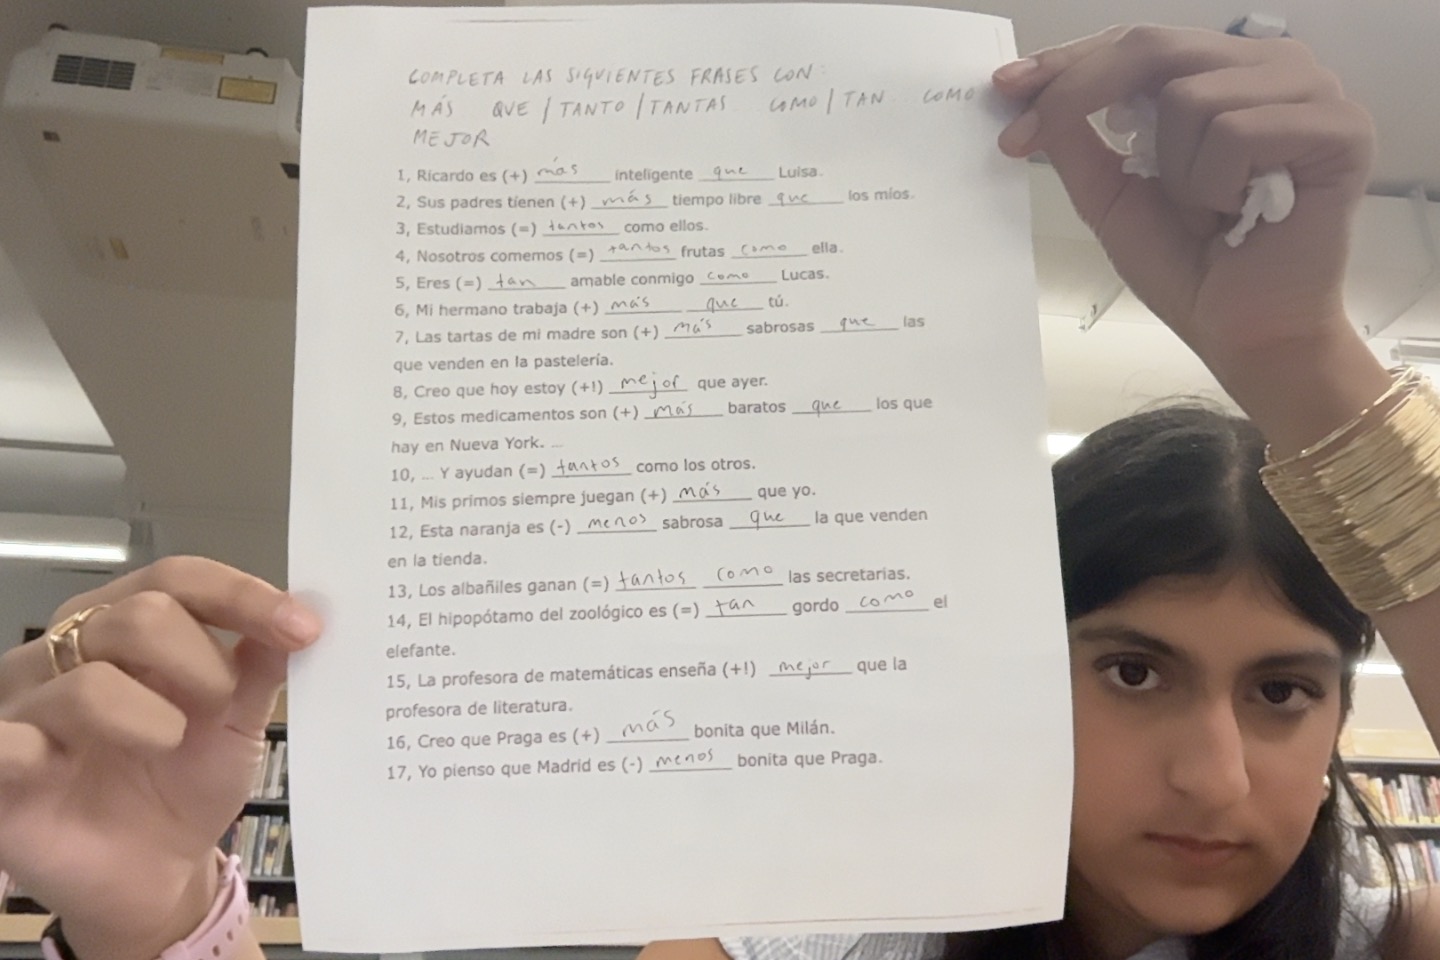 COMPLETA LAS SIGUIENTES FRASES CON:
MÁS QUE / TANTO / TANTAS COMO / TAN COMO
MEJOR
1, Ricardo es (+) más inteligente que Luisa.
2, Sus padres tienen (+) más tiempo libre que los míos.
3, Estudiamos (=) tantos como ellos.
4, Nosotros comemos (=) tantos frutas como ella.
5, Eres (=) tan amable conmigo como Lucas.
6, Mi hermano trabaja (+) más que tú.
7, Las tartas de mi madre son (+) más sabrosas que las
que venden en la pastelería.
8, Creo que hoy estoy (+!) mejor que ayer.
9, Estos medicamentos son (+) más baratos que los que
hay en Nueva York. ...
10, ... Y ayudan (=) tantos como los otros.
11, Mis primos siempre juegan (+) más que yo.
12, Esta naranja es (-) menos sabrosa que la que venden
en la tienda.
13, Los albañiles ganan (=) tantos como las secretarias.
14, El hipopótamo del zoológico es (=) tan gordo como el
elefante.
15, La profesora de matemáticas enseña (+!) mejor que la
profesora de literatura.
16, Creo que Praga es (+) más bonita que Milán.
17, Yo pienso que Madrid es (-) menos bonita que Praga.